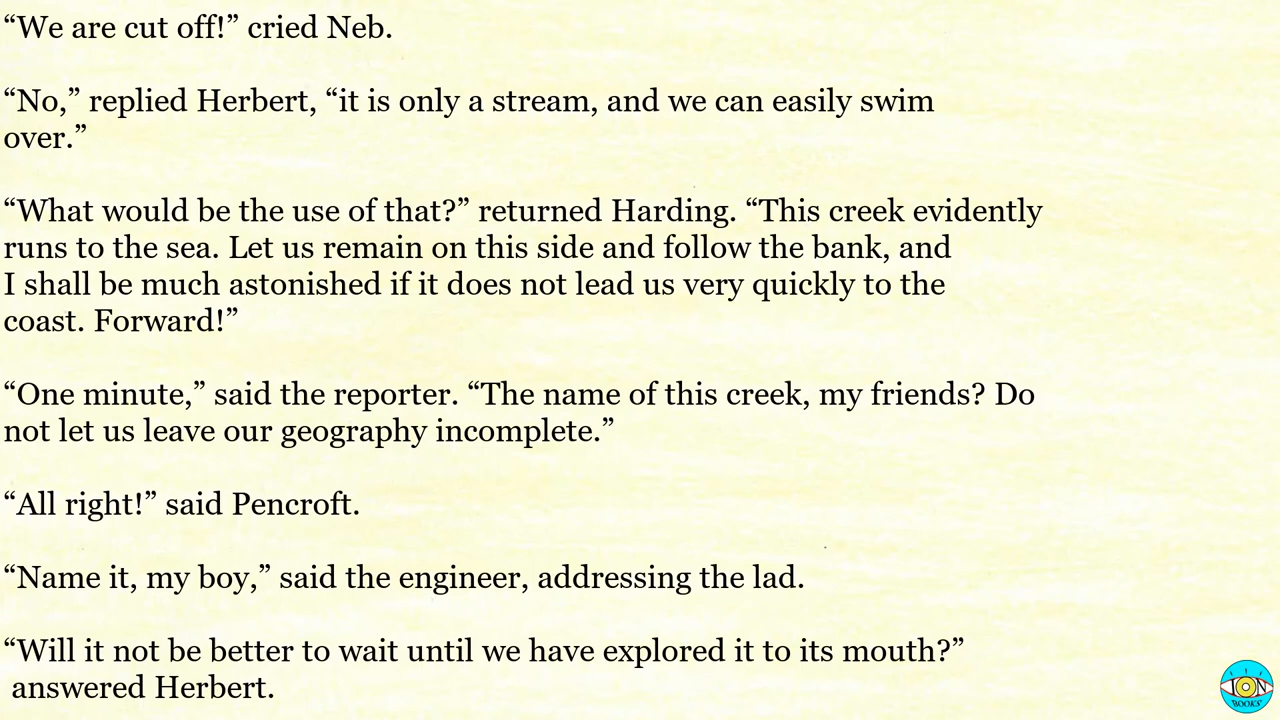 “We are cut off!” cried Neb.
“No,” replied Herbert, “it is only a stream, and we can easily swim
over.”
“What would be the use of that?” returned Harding. “This creek evidently
runs to the sea. Let us remain on this side and follow the bank, and
I shall be much astonished if it does not lead us very quickly to the
coast. Forward!”
“One minute,” said the reporter. “The name of this creek, my friends? Do
not let us leave our geography incomplete.”
“All right!” said Pencroft.
“Name it, my boy,” said the engineer, addressing the lad.
“Will it not be better to wait until we have explored it to its mouth?”
answered Herbert.
ION
BOOKS